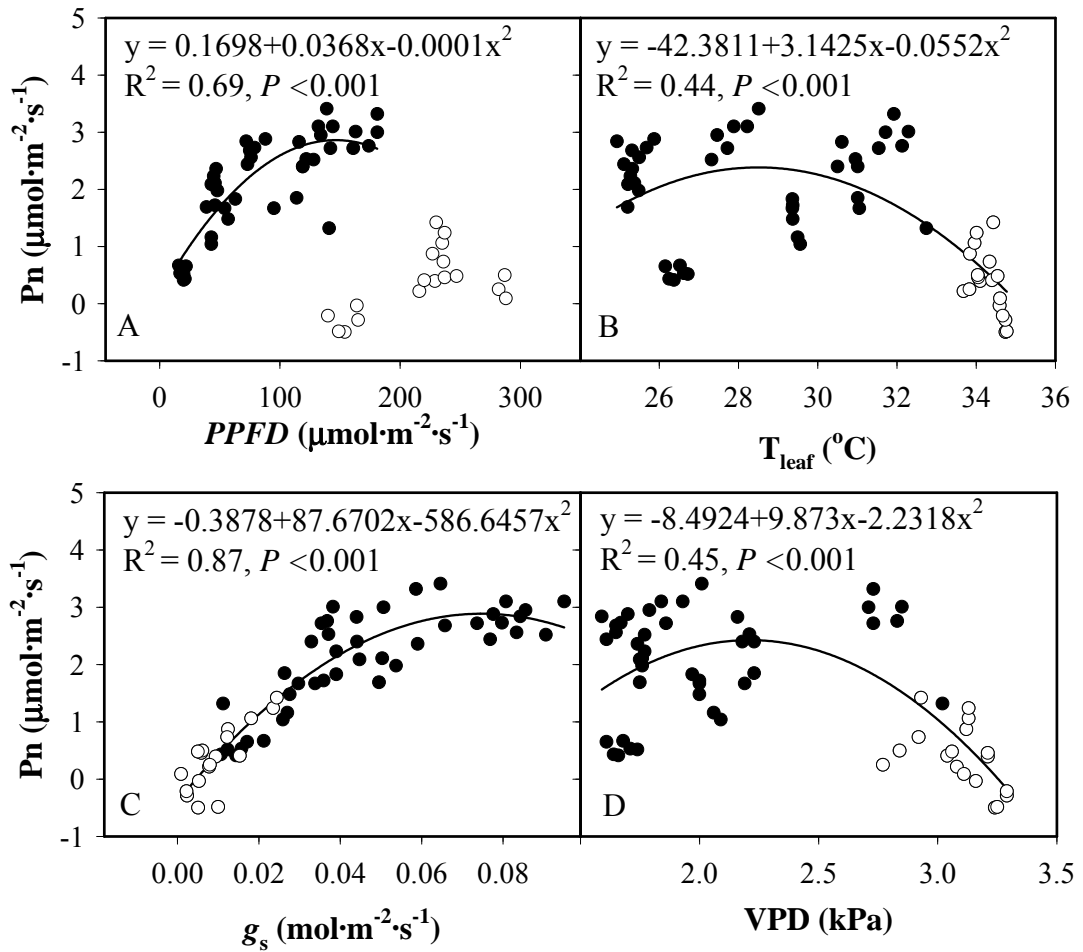 5
4
3
2
1
0
-1
y = 0.1698+0.0368x-0.0001x²
R² = 0.69, P <0.001
A
Pn (μmol·m⁻²·s⁻¹)
0 100 200 300
PPFD (μmol·m⁻²·s⁻¹)
y = -42.3811+3.1425x-0.0552x²
R² = 0.44, P <0.001
B
26 28 30 32 34 36
T_leaf (°C)
5
4
3
2
1
0
-1
y = -0.3878+87.6702x-586.6457x²
R² = 0.87, P <0.001
C
Pn (μmol·m⁻²·s⁻¹)
0.00 0.02 0.04 0.06 0.08
g_s (mol·m⁻²·s⁻¹)
y = -8.4924+9.873x-2.2318x²
R² = 0.45, P <0.001
D
2.0 2.5 3.0 3.5
VPD (kPa)